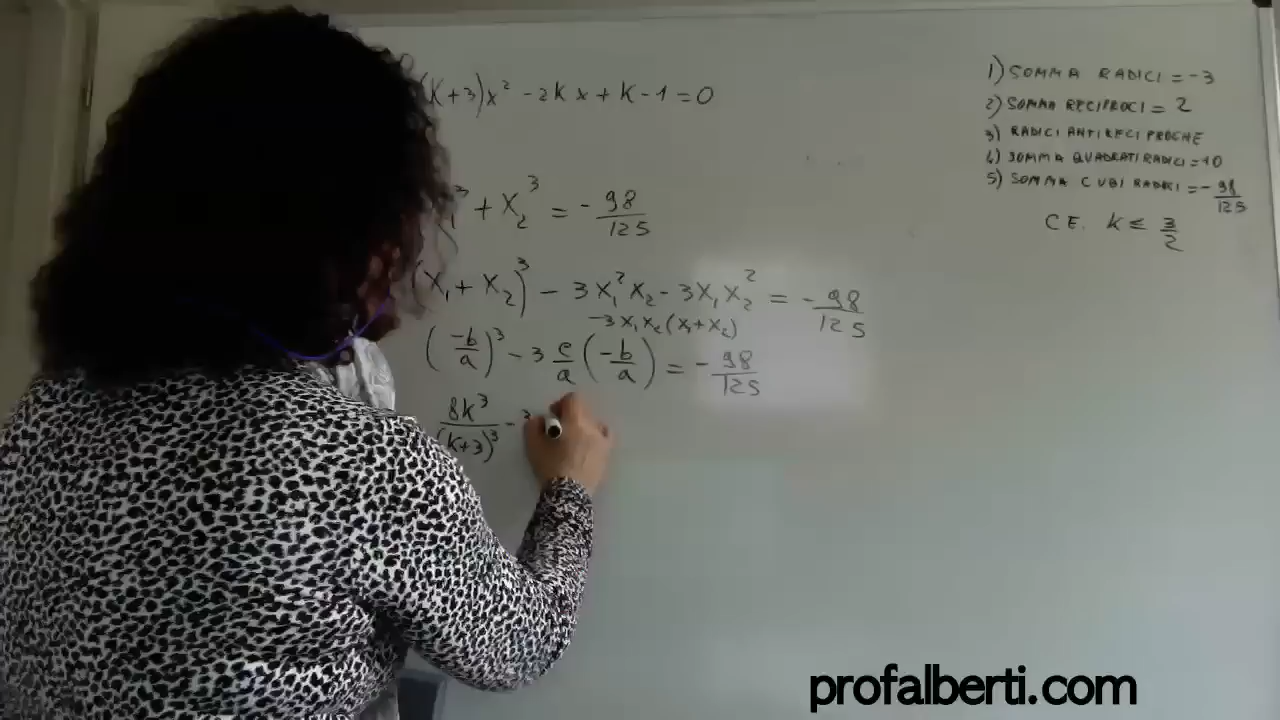 (K+3)x² - 2kx + k - 1 = 0
³ + x₂³ = - 98/125
(x₁ + x₂)³ - 3x₁²x₂ - 3x₁x₂² = - 98/125
-3x₁x₂(x₁+x₂)
(-b/a)³ - 3 c/a (-b/a) = - 98/125
8k³/(k+3)³ - 3
1) SOMMA RADICI = -3
2) SOMMA RECIPROCI = 2
3) RADICI ANTIRECIPROCHE
4) SOMMA QUADRATI RADICI = 10
5) SOMMA CUBI RADICI = - 98/125
C.E. K ≤ 3/2
profalberti.com